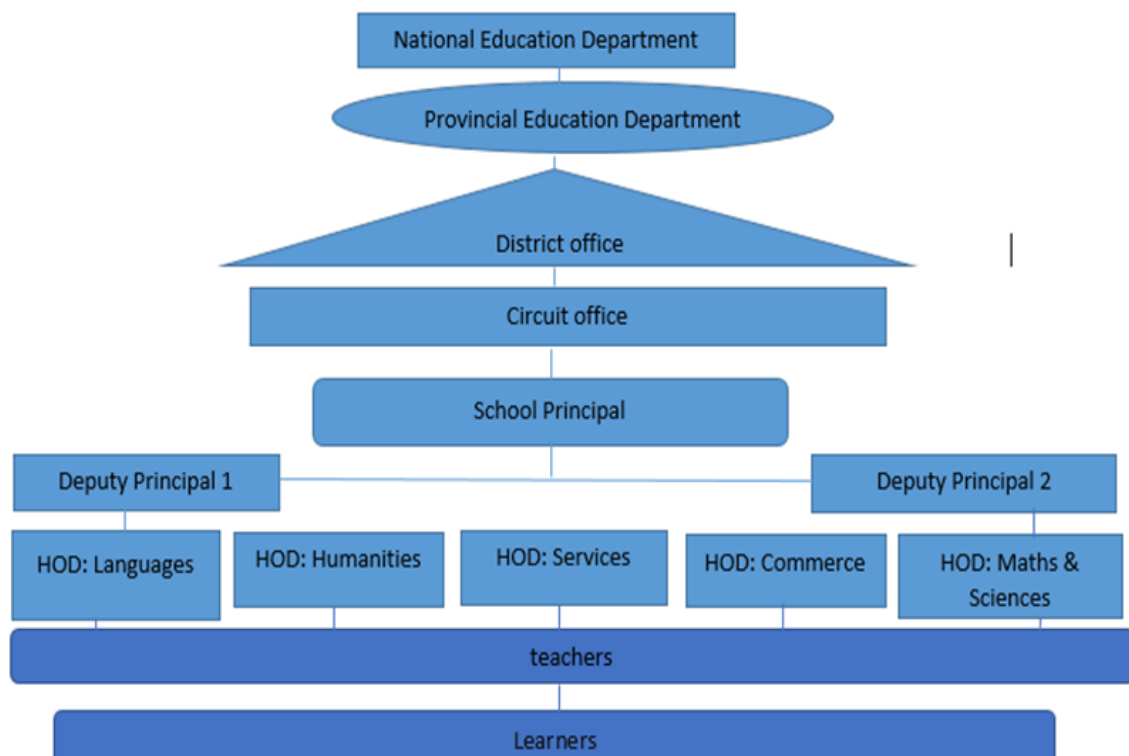 National Education Department
Provincial Education Department
District office
Circuit office
School Principal
Deputy Principal 1
Deputy Principal 2
HOD: Languages
HOD: Humanities
HOD: Services
HOD: Commerce
HOD: Maths &
Sciences
teachers
Learners